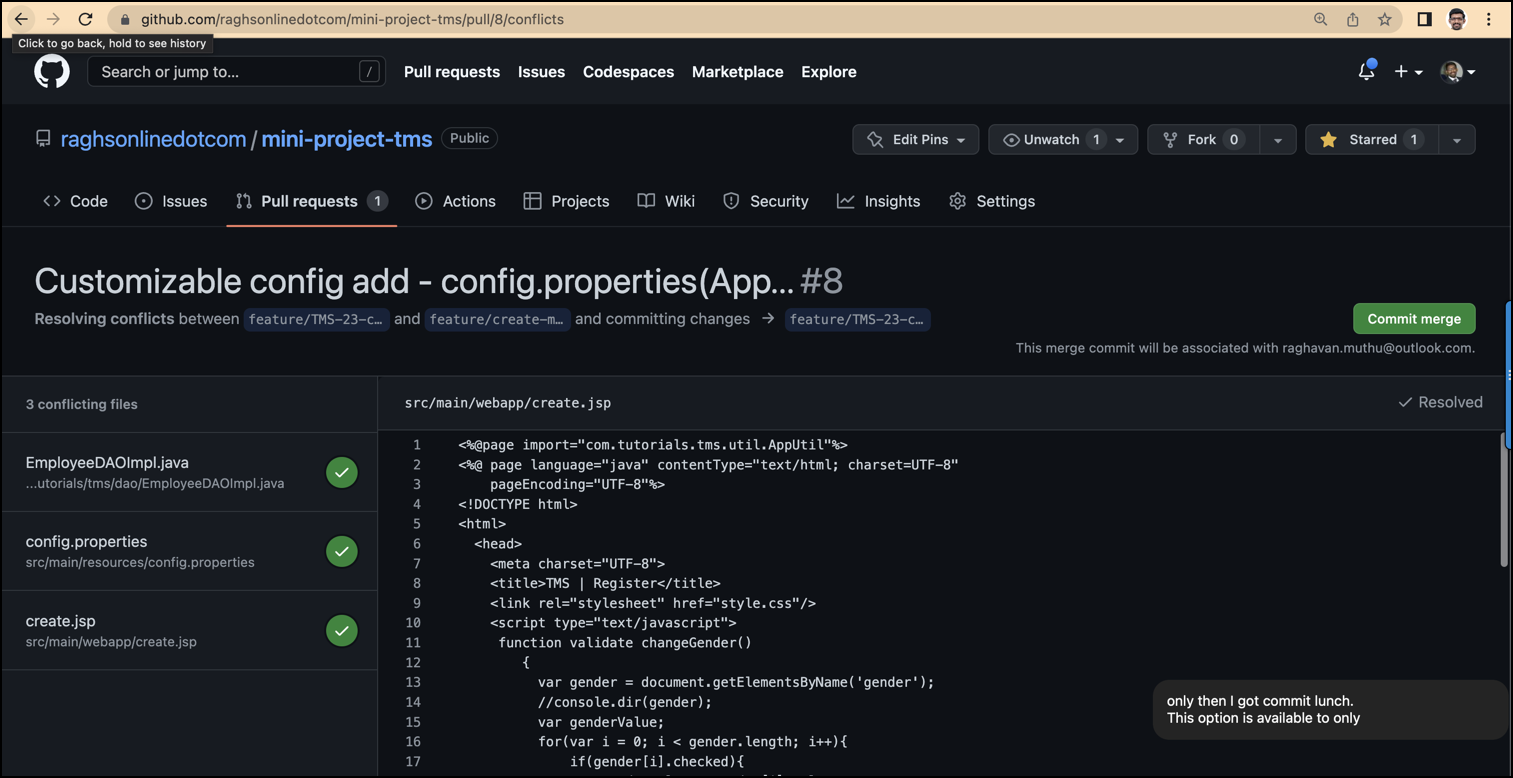 github.com/raghsonlinedotcom/mini-project-tms/pull/8/conflicts
Click to go back, hold to see history
Search or jump to... /
Pull requests Issues Codespaces Marketplace Explore
raghsonlinedotcom / mini-project-tms Public
Edit Pins Unwatch 1 Fork 0 Starred 1
Code Issues Pull requests 1 Actions Projects Wiki Security Insights Settings
Customizable config add - config.properties(App... #8
Resolving conflicts between feature/TMS-23-c… and feature/create-m… and committing changes → feature/TMS-23-c…
Commit merge
This merge commit will be associated with raghavan.muthu@outlook.com.
3 conflicting files
EmployeeDAOImpl.java
...utorials/tms/dao/EmployeeDAOImpl.java
config.properties
src/main/resources/config.properties
create.jsp
src/main/webapp/create.jsp
src/main/webapp/create.jsp
Resolved
1 <%@page import="com.tutorials.tms.util.AppUtil"%>
2 <%@ page language="java" contentType="text/html; charset=UTF-8"
3 pageEncoding="UTF-8"%>
4 <!DOCTYPE html>
5 <html>
6 <head>
7 <meta charset="UTF-8">
8 <title>TMS | Register</title>
9 <link rel="stylesheet" href="style.css"/>
10 <script type="text/javascript">
11 function validate changeGender()
12 {
13 var gender = document.getElementsByName('gender');
14 //console.dir(gender);
15 var genderValue;
16 for(var i = 0; i < gender.length; i++){
17 if(gender[i].checked){
only then I got commit lunch.
This option is available to only